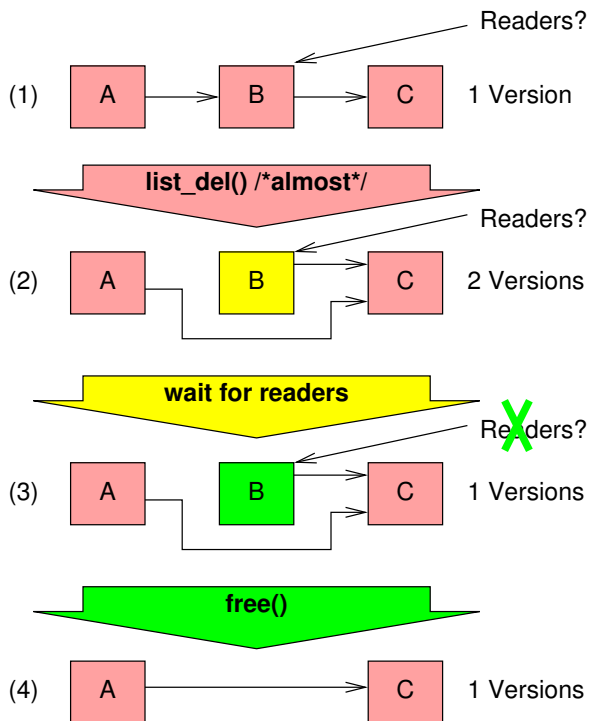 Readers?
(1) A B C 1 Version
list_del() /*almost*/
Readers?
(2) A B C 2 Versions
wait for readers
Readers?
(3) A B C 1 Versions
free()
(4) A C 1 Versions